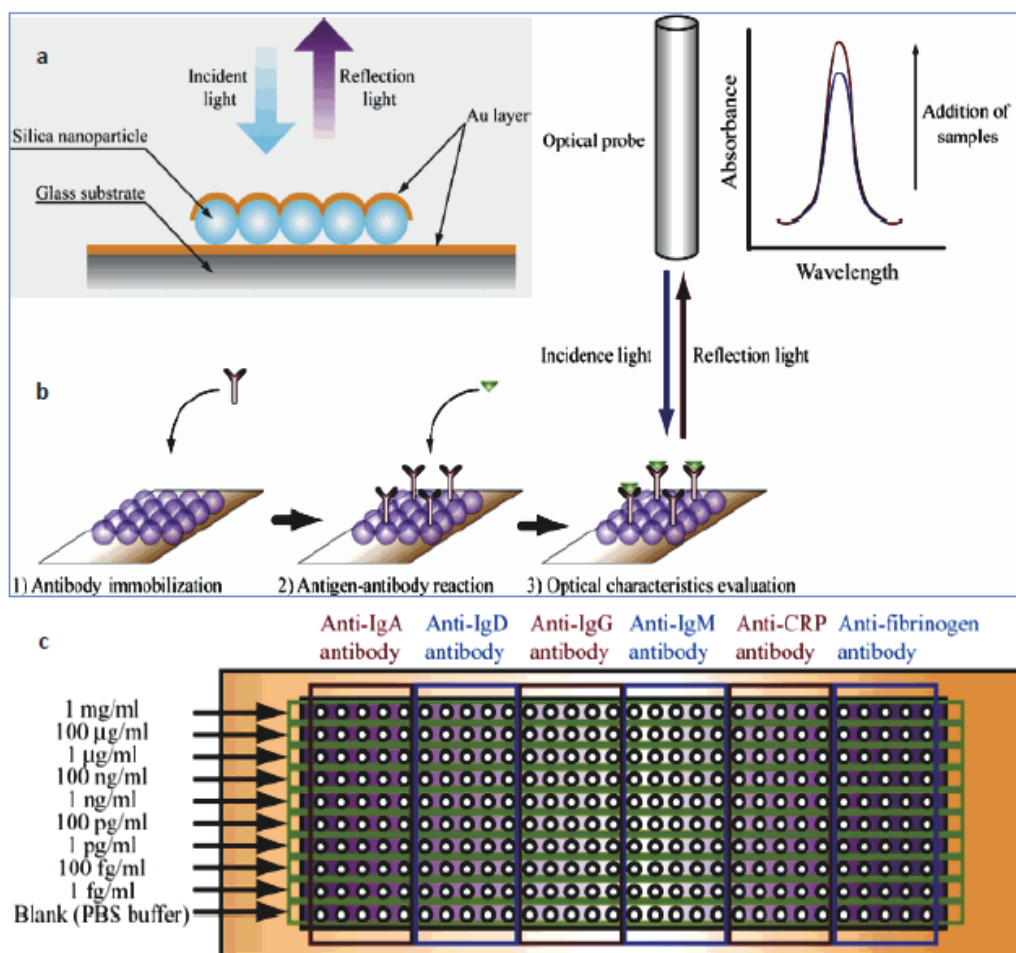 a
Incident
light
Reflection
light
Silica nanoparticle
Au layer
Glass substrate
Optical probe
Absorbance
Addition of
samples
Wavelength
Incidence light
Reflection light
b
1) Antibody immobilization
2) Antigen-antibody reaction
3) Optical characteristics evaluation
c
Anti-IgA
antibody
Anti-IgD
antibody
Anti-IgG
antibody
Anti-IgM
antibody
Anti-CRP
antibody
Anti-fibrinogen
antibody
1 mg/ml
100 µg/ml
1 µg/ml
100 ng/ml
1 ng/ml
100 pg/ml
1 pg/ml
100 fg/ml
1 fg/ml
Blank (PBS buffer)